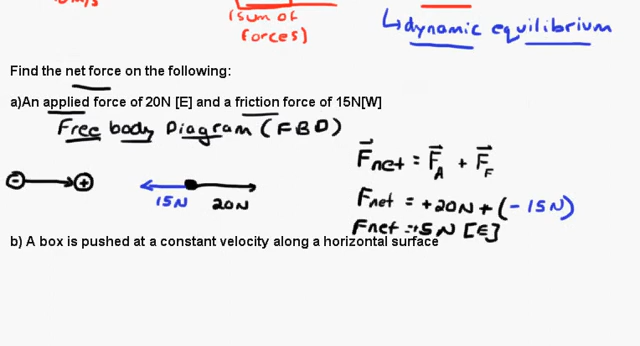 (sum of
forces)
↳dynamic equilibrium
Find the net force on the following:
a)An applied force of 20N [E] and a friction force of 15N[W]
Free body Diagram (FBD)
F⃗net = F⃗A + F⃗F
- +
15N 20N
Fnet = +20N + (-15N)
Fnet = +5N [E]
b) A box is pushed at a constant velocity along a horizontal surface